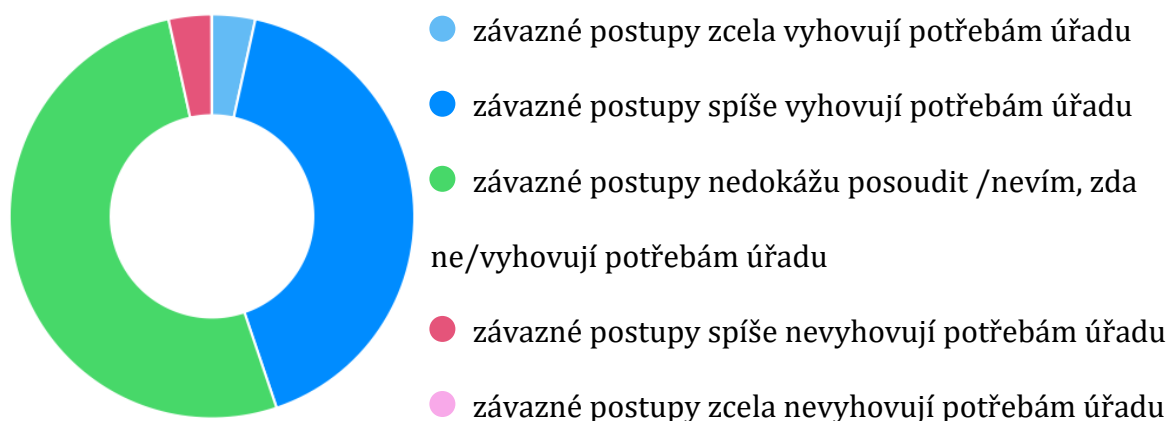 závazné postupy zcela vyhovují potřebám úřadu
závazné postupy spíše vyhovují potřebám úřadu
závazné postupy nedokážu posoudit /nevím, zda
ne/vyhovují potřebám úřadu
závazné postupy spíše nevyhovují potřebám úřadu
závazné postupy zcela nevyhovují potřebám úřadu